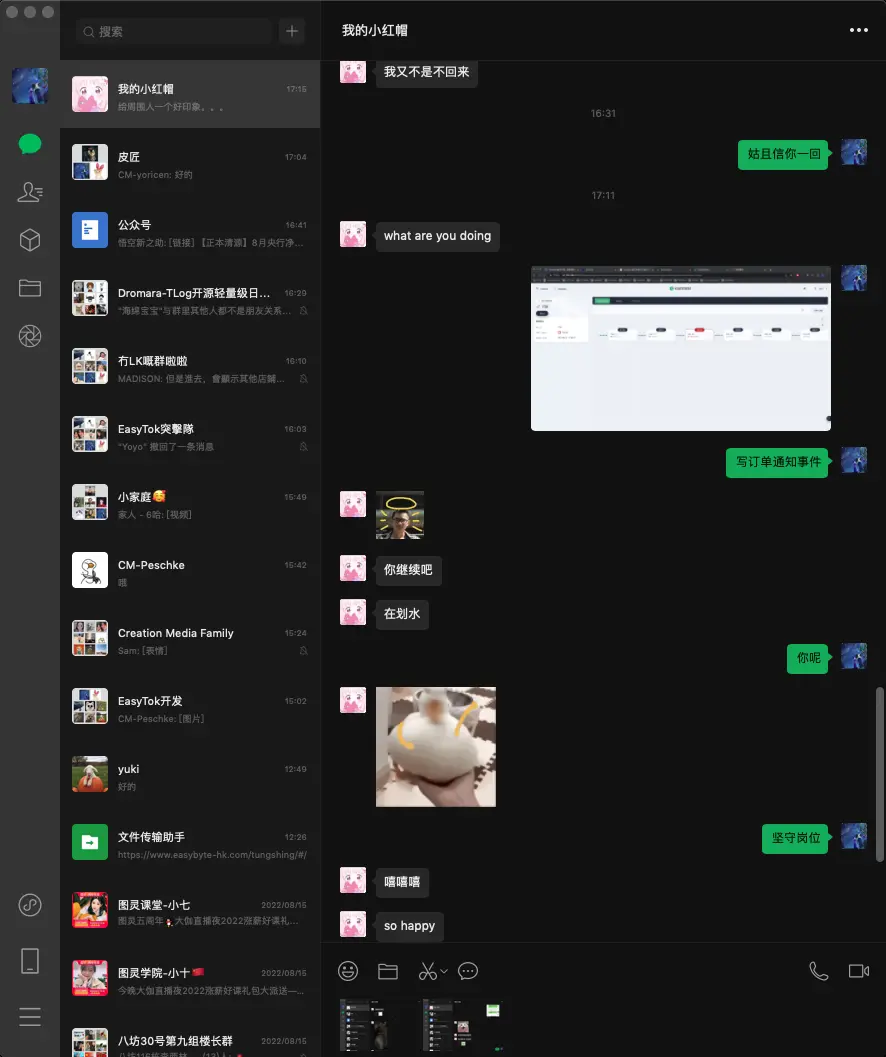 搜索
我的小红帽
17:15
给周围人一个好印象。。。
皮匠
17:04
CM-yoricen: 好的
公众号
16:41
悟空新之助: [链接] 【正本清源】8月央行净...
Dromara-TLog开源轻量级日...
16:29
"海绵宝宝"与群里其他人都不是朋友关系...
冇LK嘅群啦啦
16:10
MADISON: 但是進去，會顯示其他店鋪...
EasyTok突擊隊
16:03
"Yoyo" 撤回了一条消息
小家庭🥰
15:49
家人 - 6哈: [视频]
CM-Peschke
15:42
哦
Creation Media Family
15:24
Sam: [表情]
EasyTok开发
15:02
CM-Peschke: [图片]
yuki
12:49
好的
文件传输助手
12:26
https://www.easybyte-hk.com/tungshing/#/
图灵课堂-小七
2022/08/15
图灵五周年💃🏻大伽直播夜2022涨薪好课礼...
图灵学院-小十🇨🇳
2022/08/15
今晚大伽直播夜2022涨薪好课礼包大派送—...
八坊30号第九组楼长群
2022/08/15
我的小红帽
我又不是不回来
16:31
姑且信你一回
17:11
what are you doing
写订单通知事件
你继续吧
在划水
你呢
坚守岗位
嘻嘻嘻
so happy